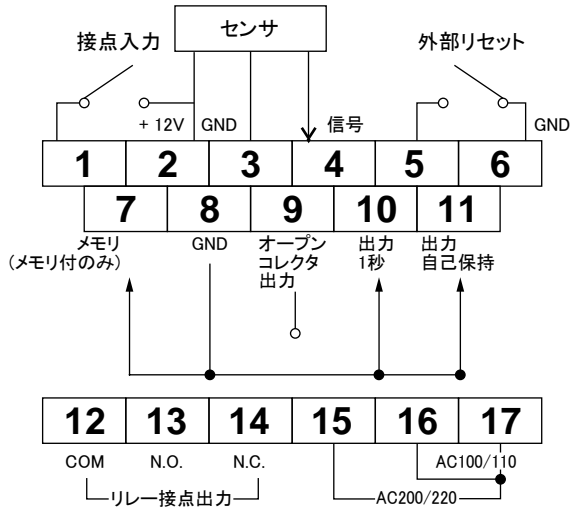 センサ
接点入力
外部リセット
+ 12V
GND
信号
GND
1 2 3 4 5 6
7 8 9 10 11
メモリ
(メモリ付のみ)
GND
オープン
コレクタ
出力
出力
1秒
出力
自己保持
12 13 14 15 16 17
COM N.O. N.C. AC100/110
リレー接点出力 AC200/220